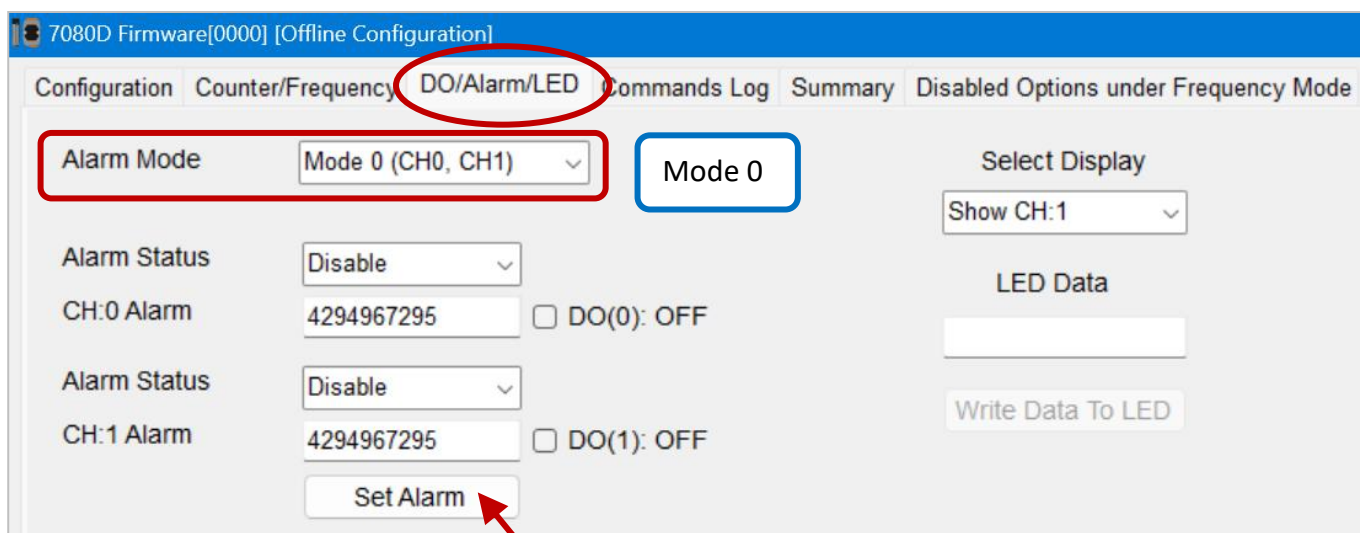 7080D Firmware[0000] [Offline Configuration]
Configuration Counter/Frequency DO/Alarm/LED Commands Log Summary Disabled Options under Frequency Mode
Alarm Mode Mode 0 (CH0, CH1) Mode 0 Select Display
Show CH:1
Alarm Status Disable
LED Data
CH:0 Alarm 4294967295 DO(0): OFF
Alarm Status Disable
Write Data To LED
CH:1 Alarm 4294967295 DO(1): OFF
Set Alarm